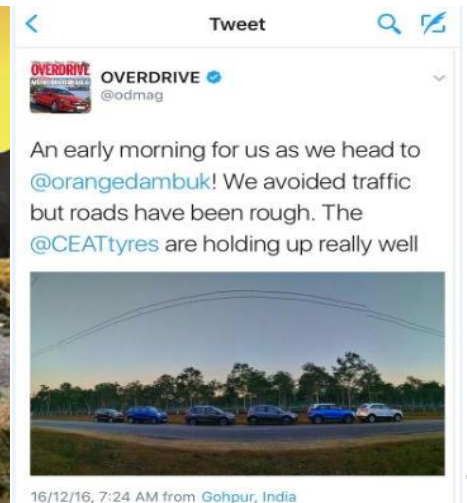 Tweet
OVERDRIVE
OVERDRIVE
@odmag
An early morning for us as we head to
@orangedambuk! We avoided traffic
but roads have been rough. The
@CEATtyres are holding up really well
16/12/16, 7:24 AM from Gohpur, India